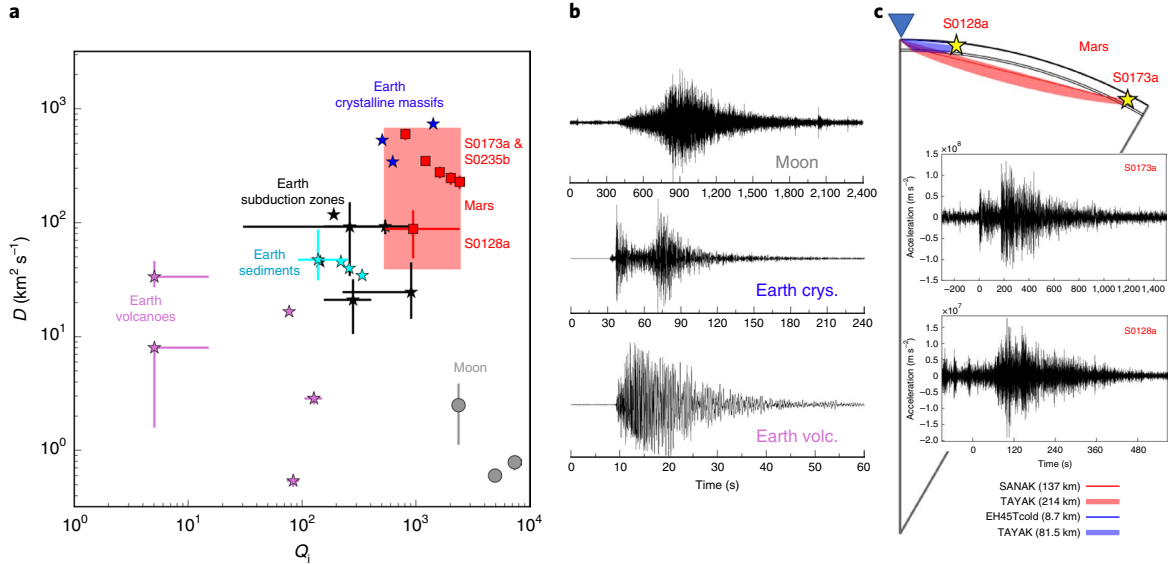 a
D (km² s⁻¹)
10³
10²
10¹
10⁰
Earth
crystalline massifs
S0173a &
S0235b
Earth
subduction zones
Mars
S0128a
Earth
sediments
Earth
volcanoes
Moon
10⁰
10¹
10²
10³
10⁴
Qᵢ
b
Moon
0 300 600 900 1,200 1,500 1,800 2,100 2,400
Earth crys.
0 30 60 90 120 150 180 210 240
Earth volc.
0 10 20 30 40 50 60
Time (s)
c
S0128a
Mars
S0173a
×10⁸
S0173a
Acceleration (m s⁻²)
1.5
1.0
0.5
0
−0.5
−1.0
−1.5
−200 0 200 400 600 800 1,000 1,200 1,400
×10⁷
S0128a
Acceleration (m s⁻²)
2.0
1.5
1.0
0.5
0
−0.5
−1.0
−1.5
2.0
0 120 240 360 480
Time (s)
SANAK (137 km)
TAYAK (214 km)
EH45Tcold (8.7 km)
TAYAK (81.5 km)